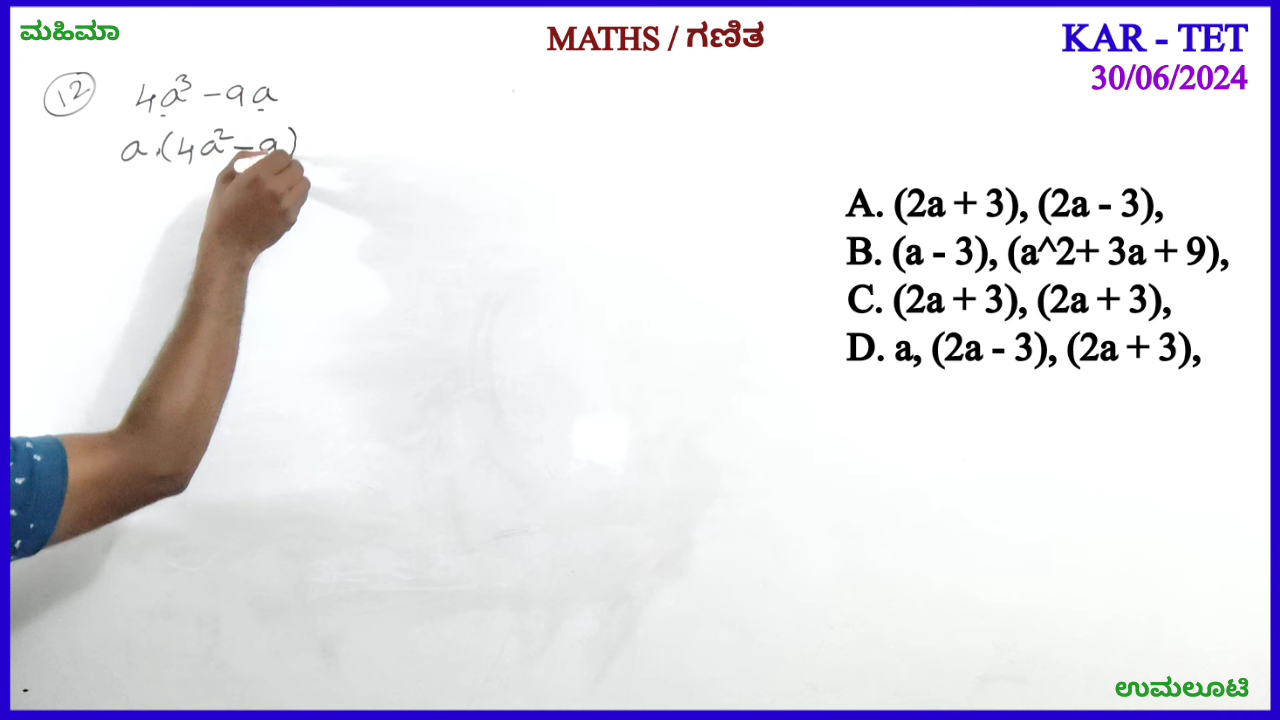 ಮಹಿಮಾ
MATHS / ಗಣಿತ
KAR - TET
30/06/2024
12 4a³ - 9a
a.(4a² - 9)
A. (2a + 3), (2a - 3),
B. (a - 3), (a^2+ 3a + 9),
C. (2a + 3), (2a + 3),
D. a, (2a - 3), (2a + 3),
ಉಮಲೂಟಿ